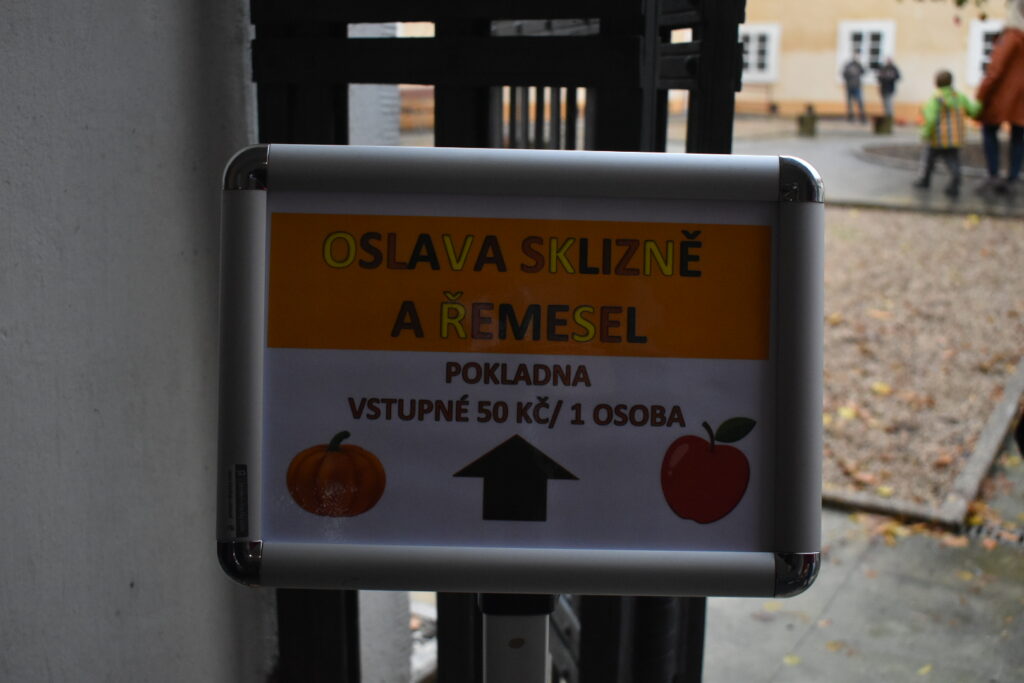 OSLAVA SKLIZNĚ
A ŘEMESEL
POKLADNA
VSTUPNÉ 50 KČ/ 1 OSOBA